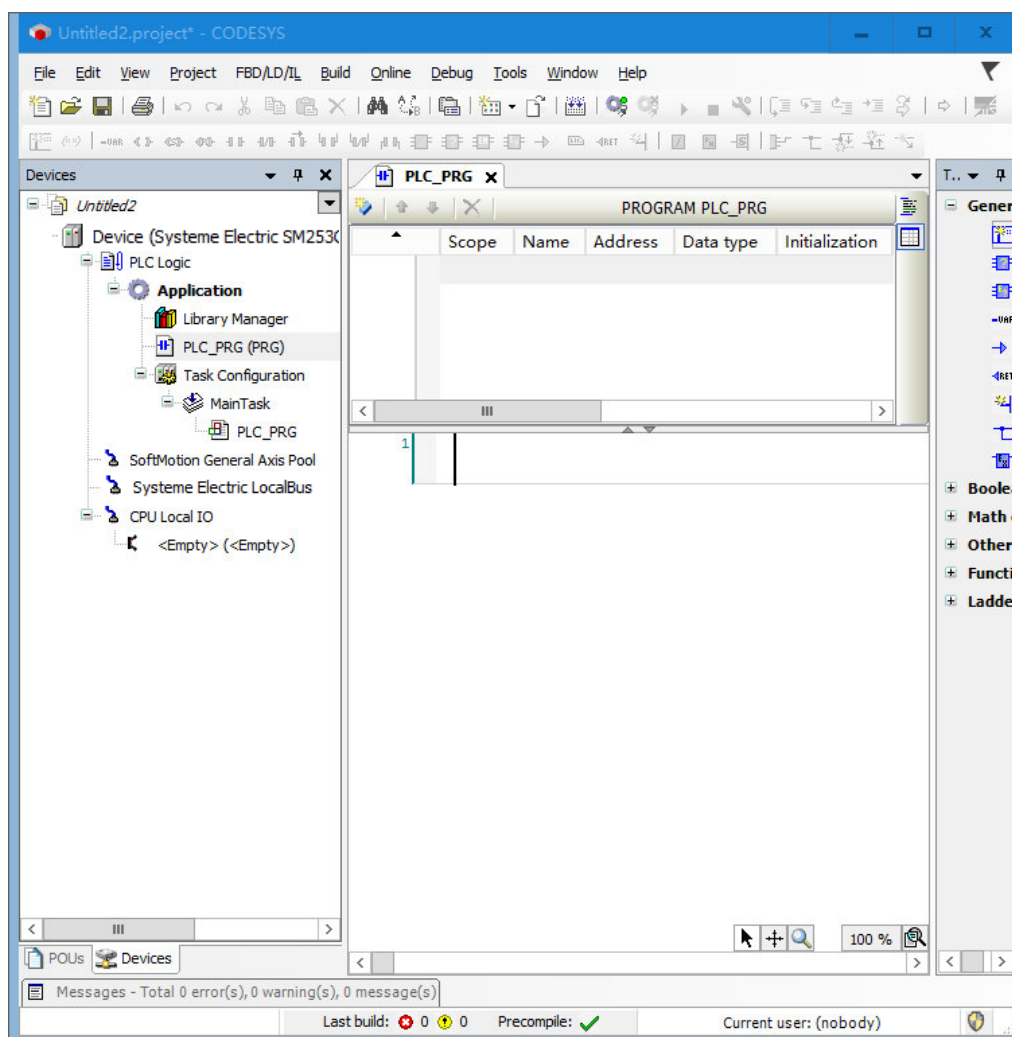 Untitled2.project* - CODESYS
File Edit View Project FBD/LD/IL Build Online Debug Tools Window Help
Devices
Untitled2
Device (Systeme Electric SM253(
PLC Logic
Application
Library Manager
PLC_PRG (PRG)
Task Configuration
MainTask
PLC_PRG
SoftMotion General Axis Pool
Systeme Electric LocalBus
CPU Local IO
<Empty> (<Empty>)
POUs Devices
PLC_PRG
PROGRAM PLC_PRG
Scope Name Address Data type Initialization
1
100 %
T..
Gener
Boole
Math
Other
Functi
Ladde
Messages - Total 0 error(s), 0 warning(s), 0 message(s)
Last build: 0 0 Precompile: Current user: (nobody)